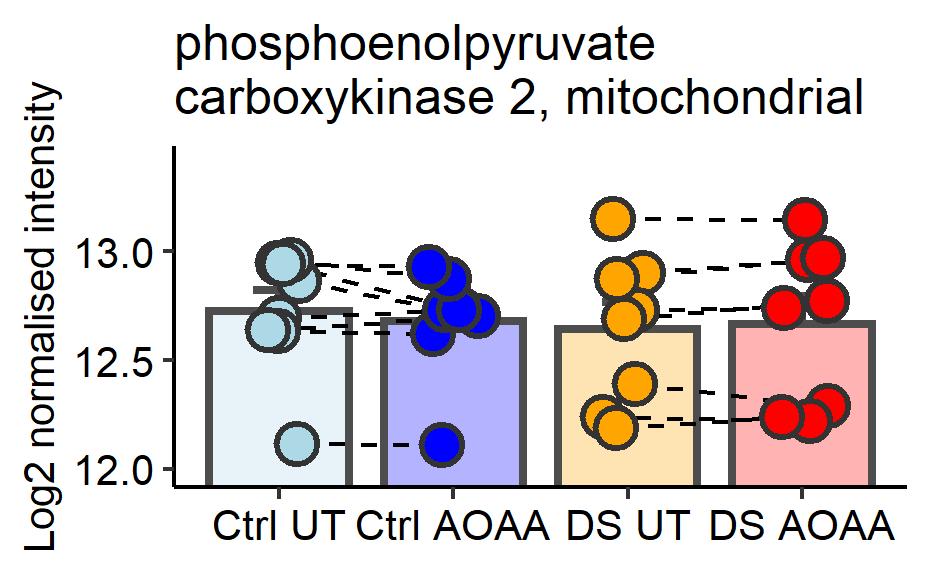 phosphoenolpyruvate
carboxykinase 2, mitochondrial
Log2 normalised intensity
13.0
12.5
12.0
Ctrl UT Ctrl AOAA DS UT DS AOAA